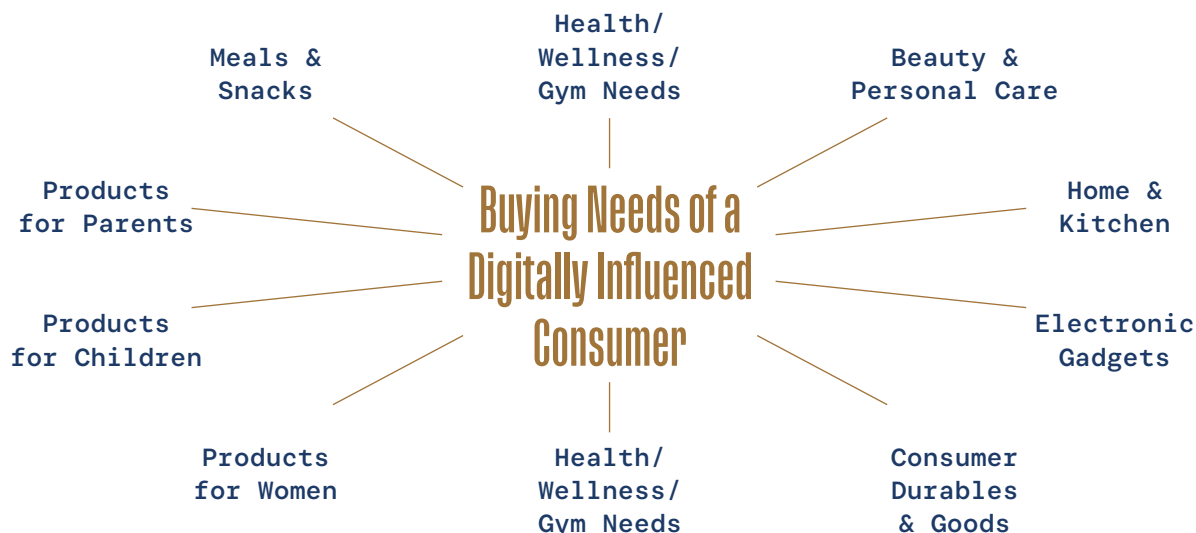 Health/
Wellness/
Gym Needs
Meals &
Snacks
Beauty &
Personal Care
Products
for Parents
Buying Needs of a
Digitally Influenced
Consumer
Home &
Kitchen
Products
for Children
Electronic
Gadgets
Products
for Women
Health/
Wellness/
Gym Needs
Consumer
Durables
& Goods